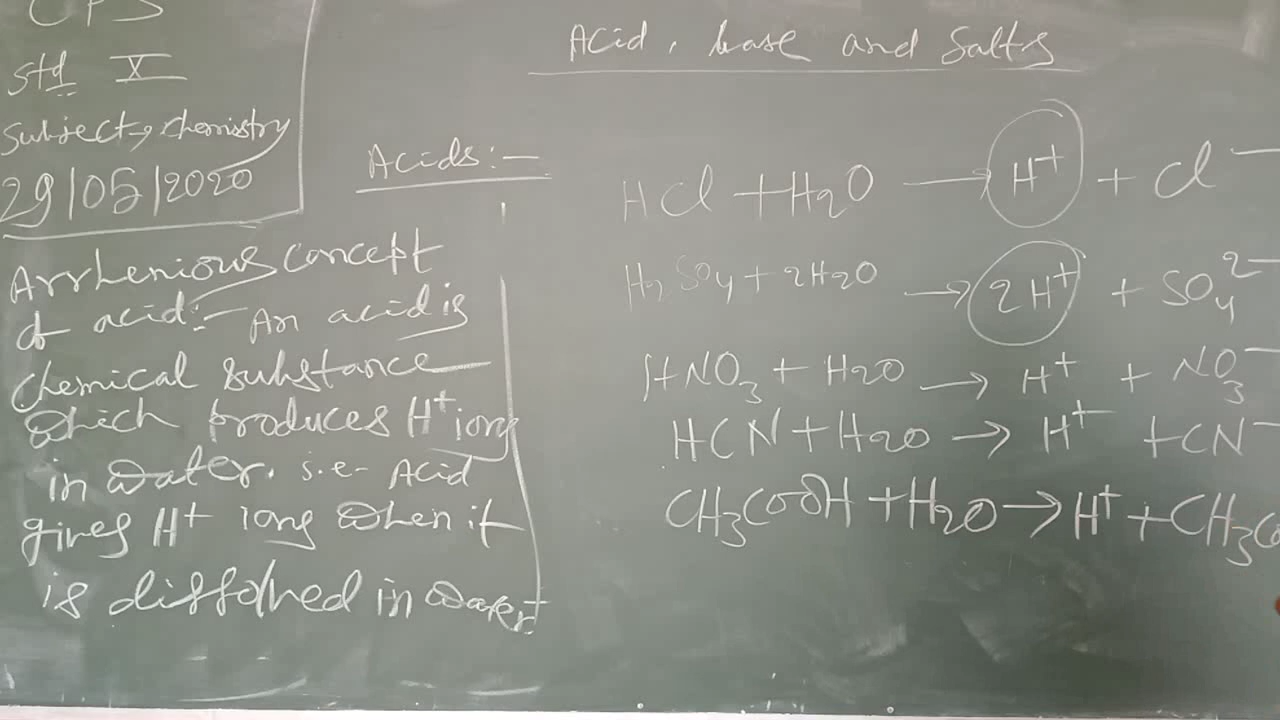 CPS
Std X
Subject → chemistry
29/05/2020
Acid, base and Salts
Acids:-
Arrhenious concept
of acid:- An acid is
Chemical substance
which produces H⁺ ions
in water. i.e- Acid
gives H⁺ ions when it
is dissolved in water
HCl + H2O → H⁺ + Cl⁻
H₂SO₄ + 2H2O → 2H⁺ + SO₄²⁻
HNO₃ + H2O → H⁺ + NO₃⁻
HCN + H2O → H⁺ + CN⁻
CH₃COOH + H₂O → H⁺ + CH₃CO